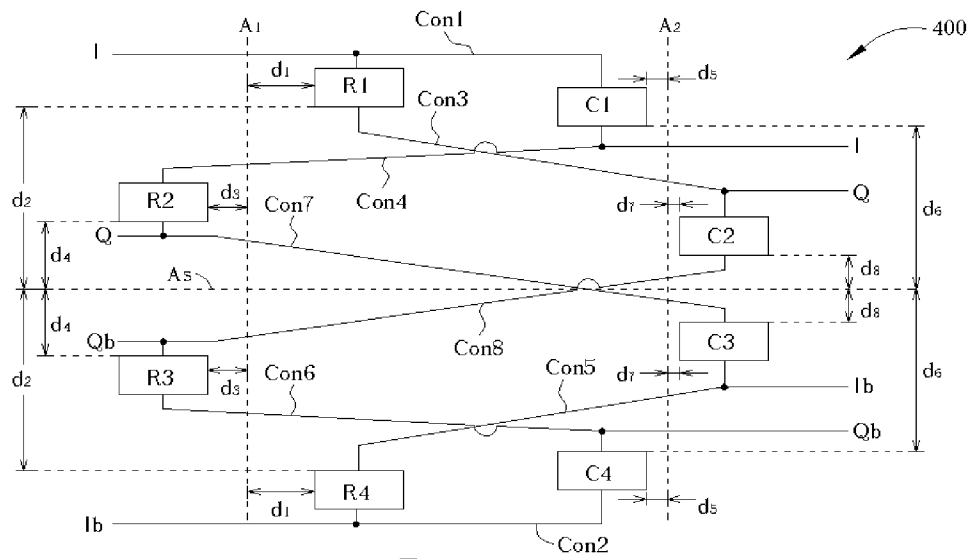 Con1
A1
A2
400
I
d1
R1
d5
Con3
C1
I
d2
R2
d3
Con7
Con4
Q
d7
d6
Q
d4
C2
d8
As
d4
d8
Qb
Con8
C3
R3
d3
Con6
Con5
d7
Ib
d6
d2
Qb
R4
C4
d1
d5
Ib
Con2